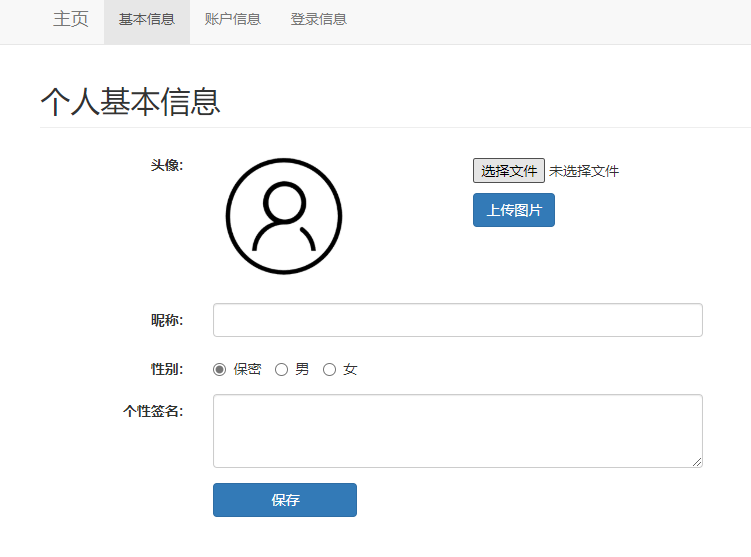 主页 基本信息 账户信息 登录信息
个人基本信息
头像:
选择文件 未选择文件
上传图片
昵称:
性别: 保密 男 女
个性签名:
保存